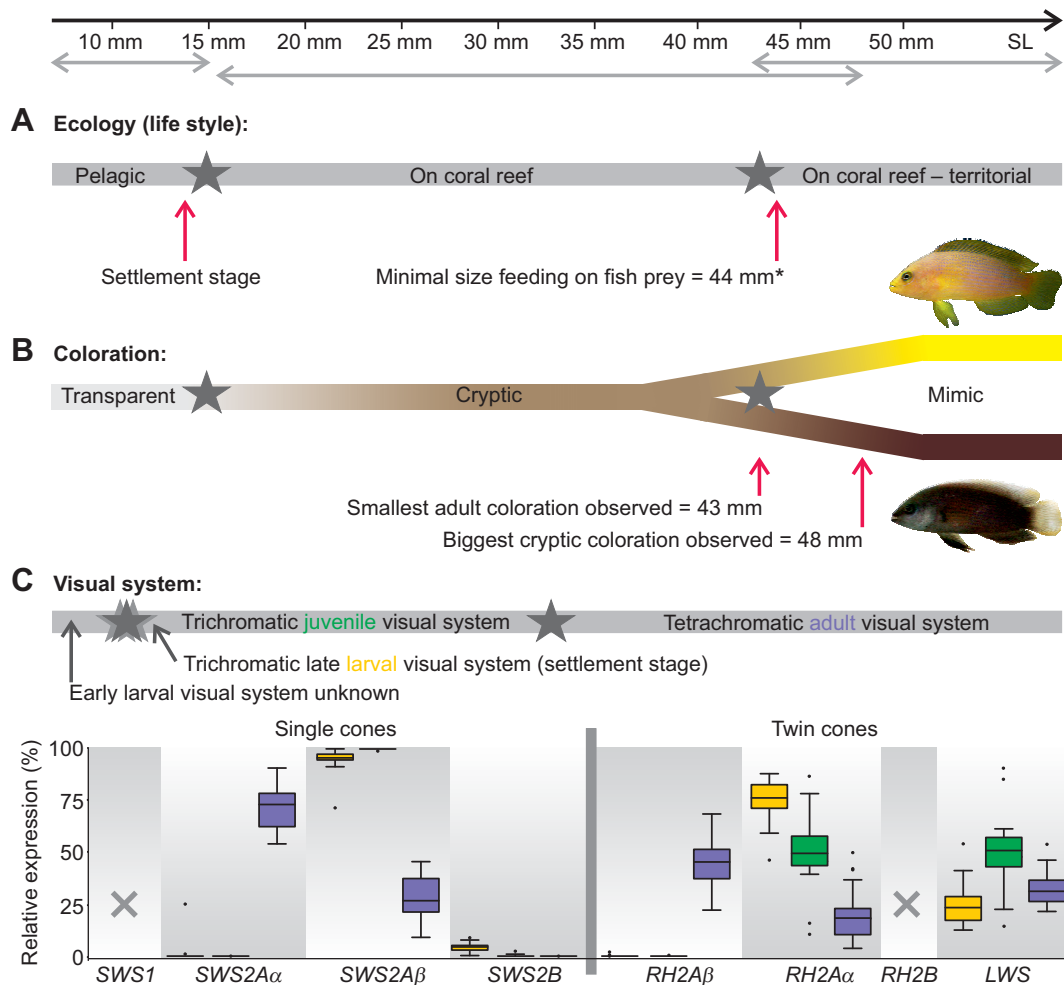 10 mm 15 mm 20 mm 25 mm 30 mm 35 mm 40 mm 45 mm 50 mm SL
A Ecology (life style):
Pelagic On coral reef On coral reef – territorial
Settlement stage Minimal size feeding on fish prey = 44 mm*
B Coloration:
Transparent Cryptic Mimic
Smallest adult coloration observed = 43 mm
Biggest cryptic coloration observed = 48 mm
C Visual system:
Trichromatic juvenile visual system Tetrachromatic adult visual system
Trichromatic late larval visual system (settlement stage)
Early larval visual system unknown
Single cones Twin cones
Relative expression (%)
100
75
50
25
0
SWS1 SWS2Aα SWS2Aβ SWS2B RH2Aβ RH2Aα RH2B LWS